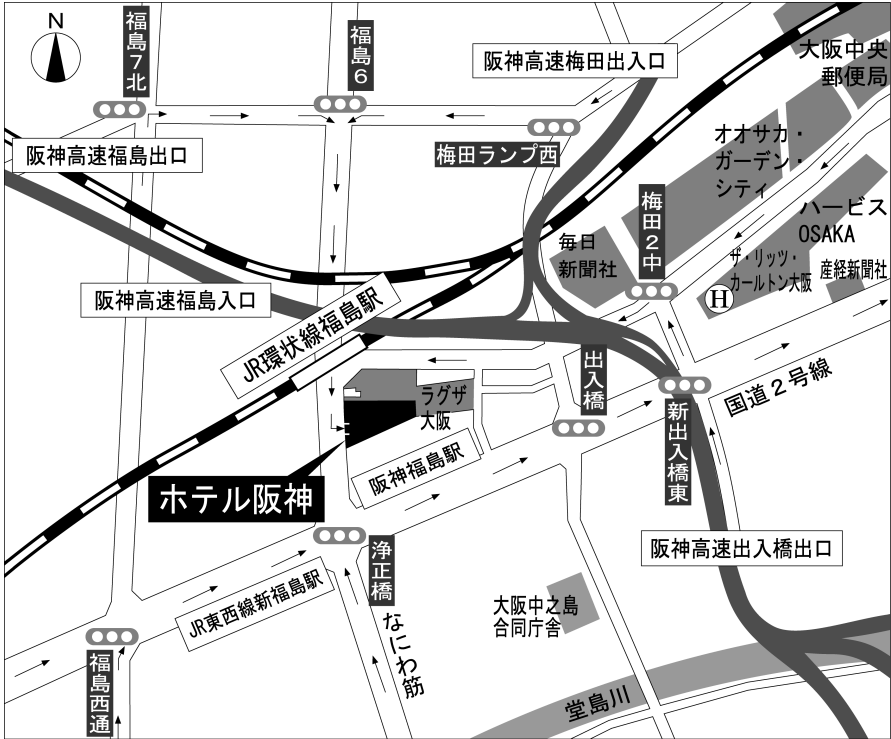 N
福島7北
福島6
阪神高速梅田出入口
大阪中央
郵便局
阪神高速福島出口
梅田ランプ西
オオサカ・
ガーデン・
シティ
梅田2中
ハービス
OSAKA
毎日
新聞社
ザ・リッツ・
カールトン大阪
産経新聞社
H
阪神高速福島入口
JR環状線福島駅
出入橋
国道2号線
ラグザ
大阪
新出入橋東
阪神福島駅
ホテル阪神
浄正橋
阪神高速出入橋出口
JR東西線新福島駅
大阪中之島
合同庁舎
なにわ筋
福島西通
堂島川